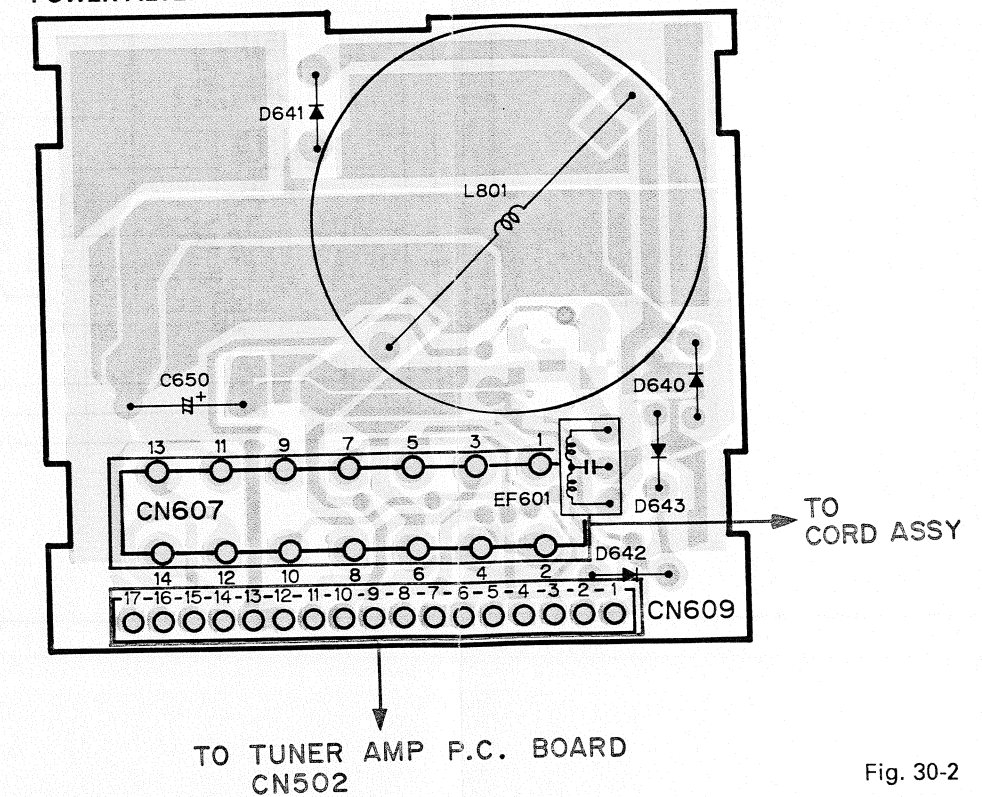 D641
L801
C650
D640
13 11 9 7 5 3 1
EF601
D643
CN607
TO
CORD ASSY
D642
14 12 10 8 6 4 2
17-16-15-14-13-12-11-10-9-8-7-6-5-4-3-2-1
CN609
TO TUNER AMP P.C. BOARD
CN502
Fig. 30-2